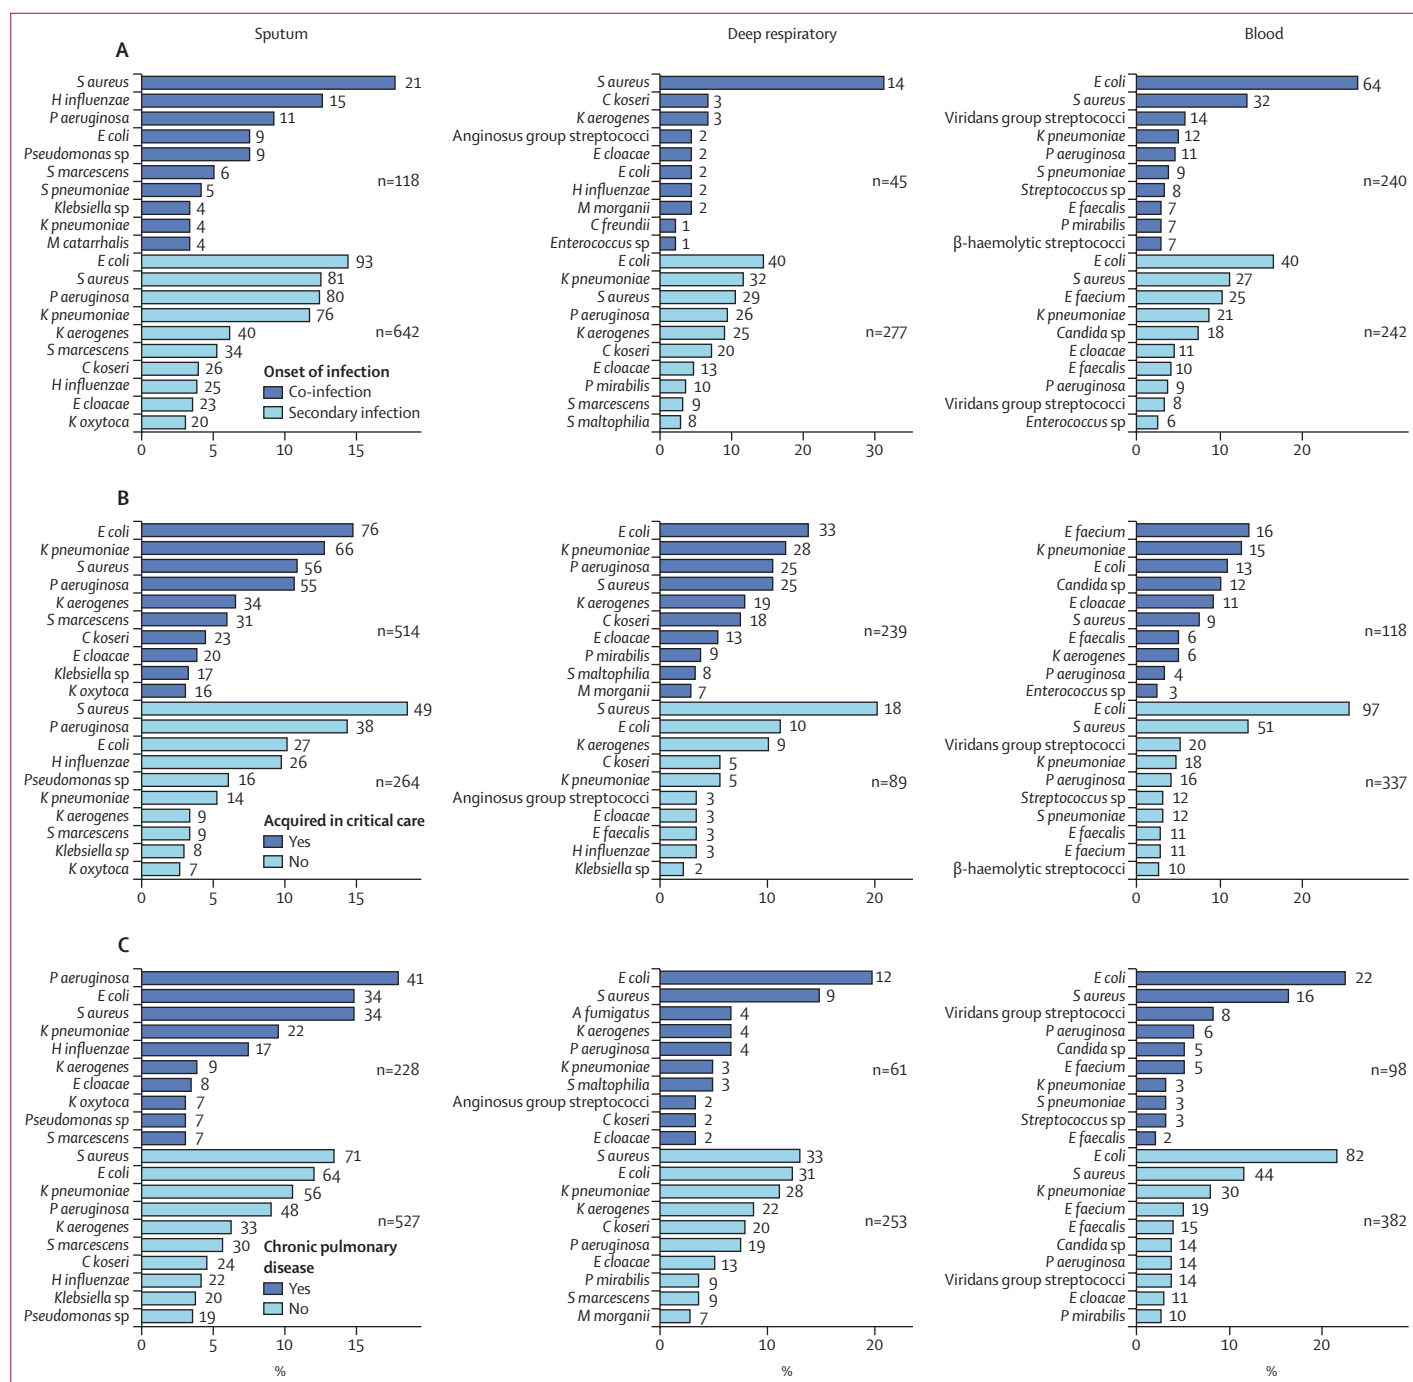 Sputum
Deep respiratory
Blood
A
S aureus 21
H influenzae 15
P aeruginosa 11
E coli 9
Pseudomonas sp 9
S marcescens 6
S pneumoniae 5
Klebsiella sp 4
K pneumoniae 4
M catarrhalis 4
n=118
E coli 93
S aureus 81
P aeruginosa 80
K pneumoniae 76
K aerogenes 40
S marcescens 34
C koseri 26
H influenzae 25
E cloacae 23
K oxytoca 20
n=642
Onset of infection
Co-infection
Secondary infection
0 5 10 15
S aureus 14
C koseri 3
K aerogenes 3
Anginosus group streptococci 2
E cloacae 2
E coli 2
H influenzae 2
M morganii 2
C freundii 1
Enterococcus sp 1
n=45
E coli 40
K pneumoniae 32
S aureus 29
P aeruginosa 26
K aerogenes 25
C koseri 20
E cloacae 13
P mirabilis 10
S marcescens 9
S maltophilia 8
n=277
0 10 20 30
E coli 64
S aureus 32
Viridans group streptococci 14
K pneumoniae 12
P aeruginosa 11
S pneumoniae 9
Streptococcus sp 8
E faecalis 7
P mirabilis 7
β-haemolytic streptococci 7
n=240
E coli 40
S aureus 27
E faecium 25
K pneumoniae 21
Candida sp 18
E cloacae 11
E faecalis 10
P aeruginosa 9
Viridans group streptococci 8
Enterococcus sp 6
n=242
0 10 20
B
E coli 76
K pneumoniae 66
S aureus 56
P aeruginosa 55
K aerogenes 34
S marcescens 31
C koseri 23
E cloacae 20
Klebsiella sp 17
K oxytoca 16
n=514
S aureus 49
P aeruginosa 38
E coli 27
H influenzae 26
Pseudomonas sp 16
K pneumoniae 14
K aerogenes 9
S marcescens 9
Klebsiella sp 8
K oxytoca 7
n=264
Acquired in critical care
Yes
No
0 5 10 15
E coli 33
K pneumoniae 28
P aeruginosa 25
S aureus 25
K aerogenes 19
C koseri 18
E cloacae 13
P mirabilis 9
S maltophilia 8
M morganii 7
n=239
S aureus 18
E coli 10
K aerogenes 9
C koseri 5
K pneumoniae 5
Anginosus group streptococci 3
E cloacae 3
E faecalis 3
H influenzae 3
Klebsiella sp 2
n=89
0 10 20
E faecium 16
K pneumoniae 15
E coli 13
Candida sp 12
E cloacae 11
S aureus 9
E faecalis 6
K aerogenes 6
P aeruginosa 4
Enterococcus sp 3
n=118
E coli 97
S aureus 51
Viridans group streptococci 20
K pneumoniae 18
P aeruginosa 16
Streptococcus sp 12
S pneumoniae 12
E faecalis 11
E faecium 11
β-haemolytic streptococci 10
n=337
0 10 20
C
P aeruginosa 41
E coli 34
S aureus 34
K pneumoniae 22
H influenzae 17
K aerogenes 9
E cloacae 8
K oxytoca 7
Pseudomonas sp 7
S marcescens 7
n=228
S aureus 71
E coli 64
K pneumoniae 56
P aeruginosa 48
K aerogenes 33
S marcescens 30
C koseri 24
H influenzae 22
Klebsiella sp 20
Pseudomonas sp 19
n=527
Chronic pulmonary
disease
Yes
No
0 5 10 15
%
E coli 12
S aureus 9
A fumigatus 4
K aerogenes 4
P aeruginosa 4
K pneumoniae 3
S maltophilia 3
Anginosus group streptococci 2
C koseri 2
E cloacae 2
n=61
S aureus 33
E coli 31
K pneumoniae 28
K aerogenes 22
C koseri 20
P aeruginosa 19
E cloacae 13
P mirabilis 9
S marcescens 9
M morganii 7
n=253
0 10 20
%
E coli 22
S aureus 16
Viridans group streptococci 8
P aeruginosa 6
Candida sp 5
E faecium 5
K pneumoniae 3
S pneumoniae 3
Streptococcus sp 3
E faecalis 2
n=98
E coli 82
S aureus 44
K pneumoniae 30
E faecium 19
E faecalis 15
Candida sp 14
P aeruginosa 14
Viridans group streptococci 14
E cloacae 11
P mirabilis 10
n=382
0 10 20
%